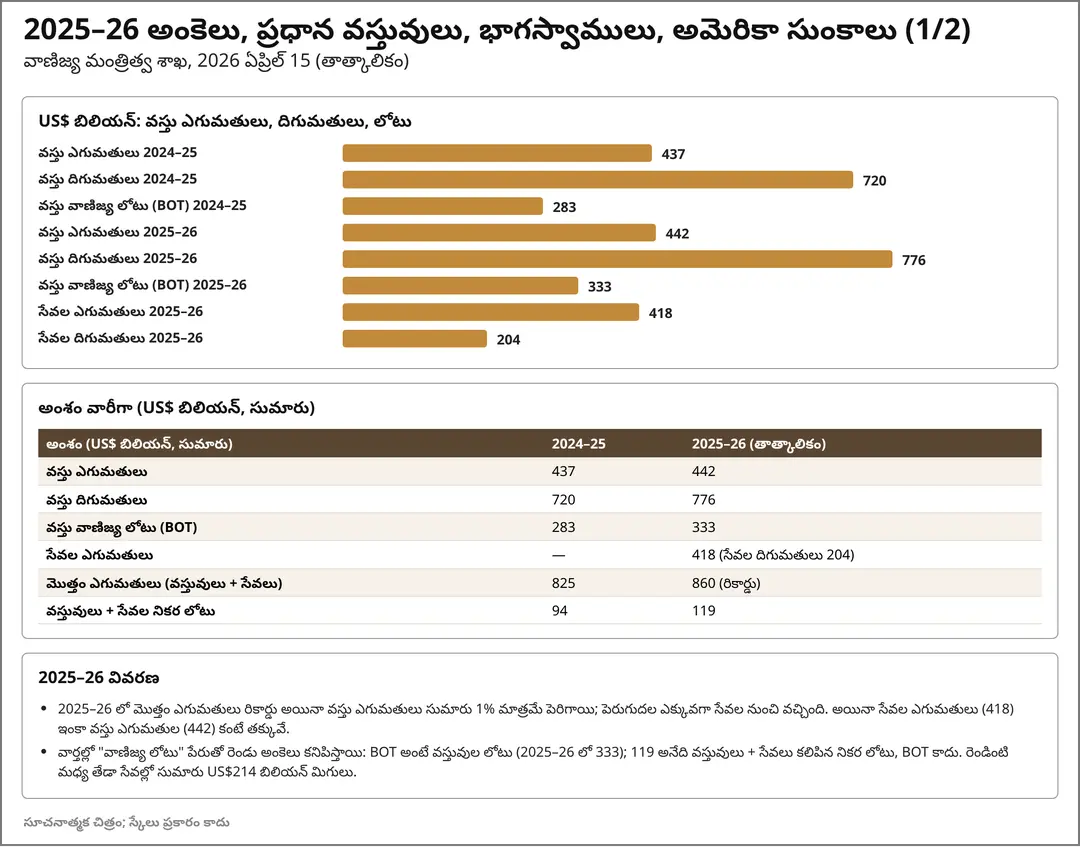 2025–26 అంకెలు, ప్రధాన వస్తువులు, భాగస్వాములు, అమెరికా సుంకాలు (1/2)
వాణిజ్య మంత్రిత్వ శాఖ, 2026 ఏప్రిల్ 15 (తాత్కాలికం)
US$ బిలియన్: వస్తు ఎగుమతులు, దిగుమతులు, లోటు
వస్తు ఎగుమతులు 2024–25 437
వస్తు దిగుమతులు 2024–25 720
వస్తు వాణిజ్య లోటు (BOT) 2024–25 283
వస్తు ఎగుమతులు 2025–26 442
వస్తు దిగుమతులు 2025–26 776
వస్తు వాణిజ్య లోటు (BOT) 2025–26 333
సేవల ఎగుమతులు 2025–26 418
సేవల దిగుమతులు 2025–26 204
అంశం వారీగా (US$ బిలియన్, సుమారు)
అంశం (US$ బిలియన్, సుమారు) 2024–25 2025–26 (తాత్కాలికం)
వస్తు ఎగుమతులు 437 442
వస్తు దిగుమతులు 720 776
వస్తు వాణిజ్య లోటు (BOT) 283 333
సేవల ఎగుమతులు — 418 (సేవల దిగుమతులు 204)
మొత్తం ఎగుమతులు (వస్తువులు + సేవలు) 825 860 (రికార్డు)
వస్తువులు + సేవల నికర లోటు 94 119
2025–26 వివరణ
• 2025–26 లో మొత్తం ఎగుమతులు రికార్డు అయినా వస్తు ఎగుమతులు సుమారు 1% మాత్రమే పెరిగాయి; పెరుగుదల ఎక్కువగా సేవల నుంచి వచ్చింది. అయినా సేవల ఎగుమతులు (418)
ఇంకా వస్తు ఎగుమతుల (442) కంటే తక్కువే.
• వార్తల్లో "వాణిజ్య లోటు" పేరుతో రెండు అంకెలు కనిపిస్తాయి: BOT అంటే వస్తువుల లోటు (2025–26 లో 333); 119 అనేది వస్తువులు + సేవలు కలిపిన నికర లోటు, BOT కాదు. రెండింటి
మధ్య తేడా సేవల్లో సుమారు US$214 బిలియన్ మిగులు.
సూచనాత్మక చిత్రం; స్కేలు ప్రకారం కాదు